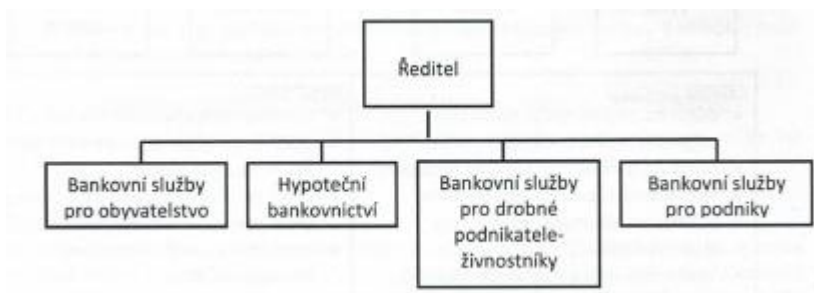 Ředitel
Bankovní služby
pro obyvatelstvo
Hypoteční
bankovnictví
Bankovní služby
pro drobné
podnikatele-
živnostníky
Bankovní služby
pro podniky